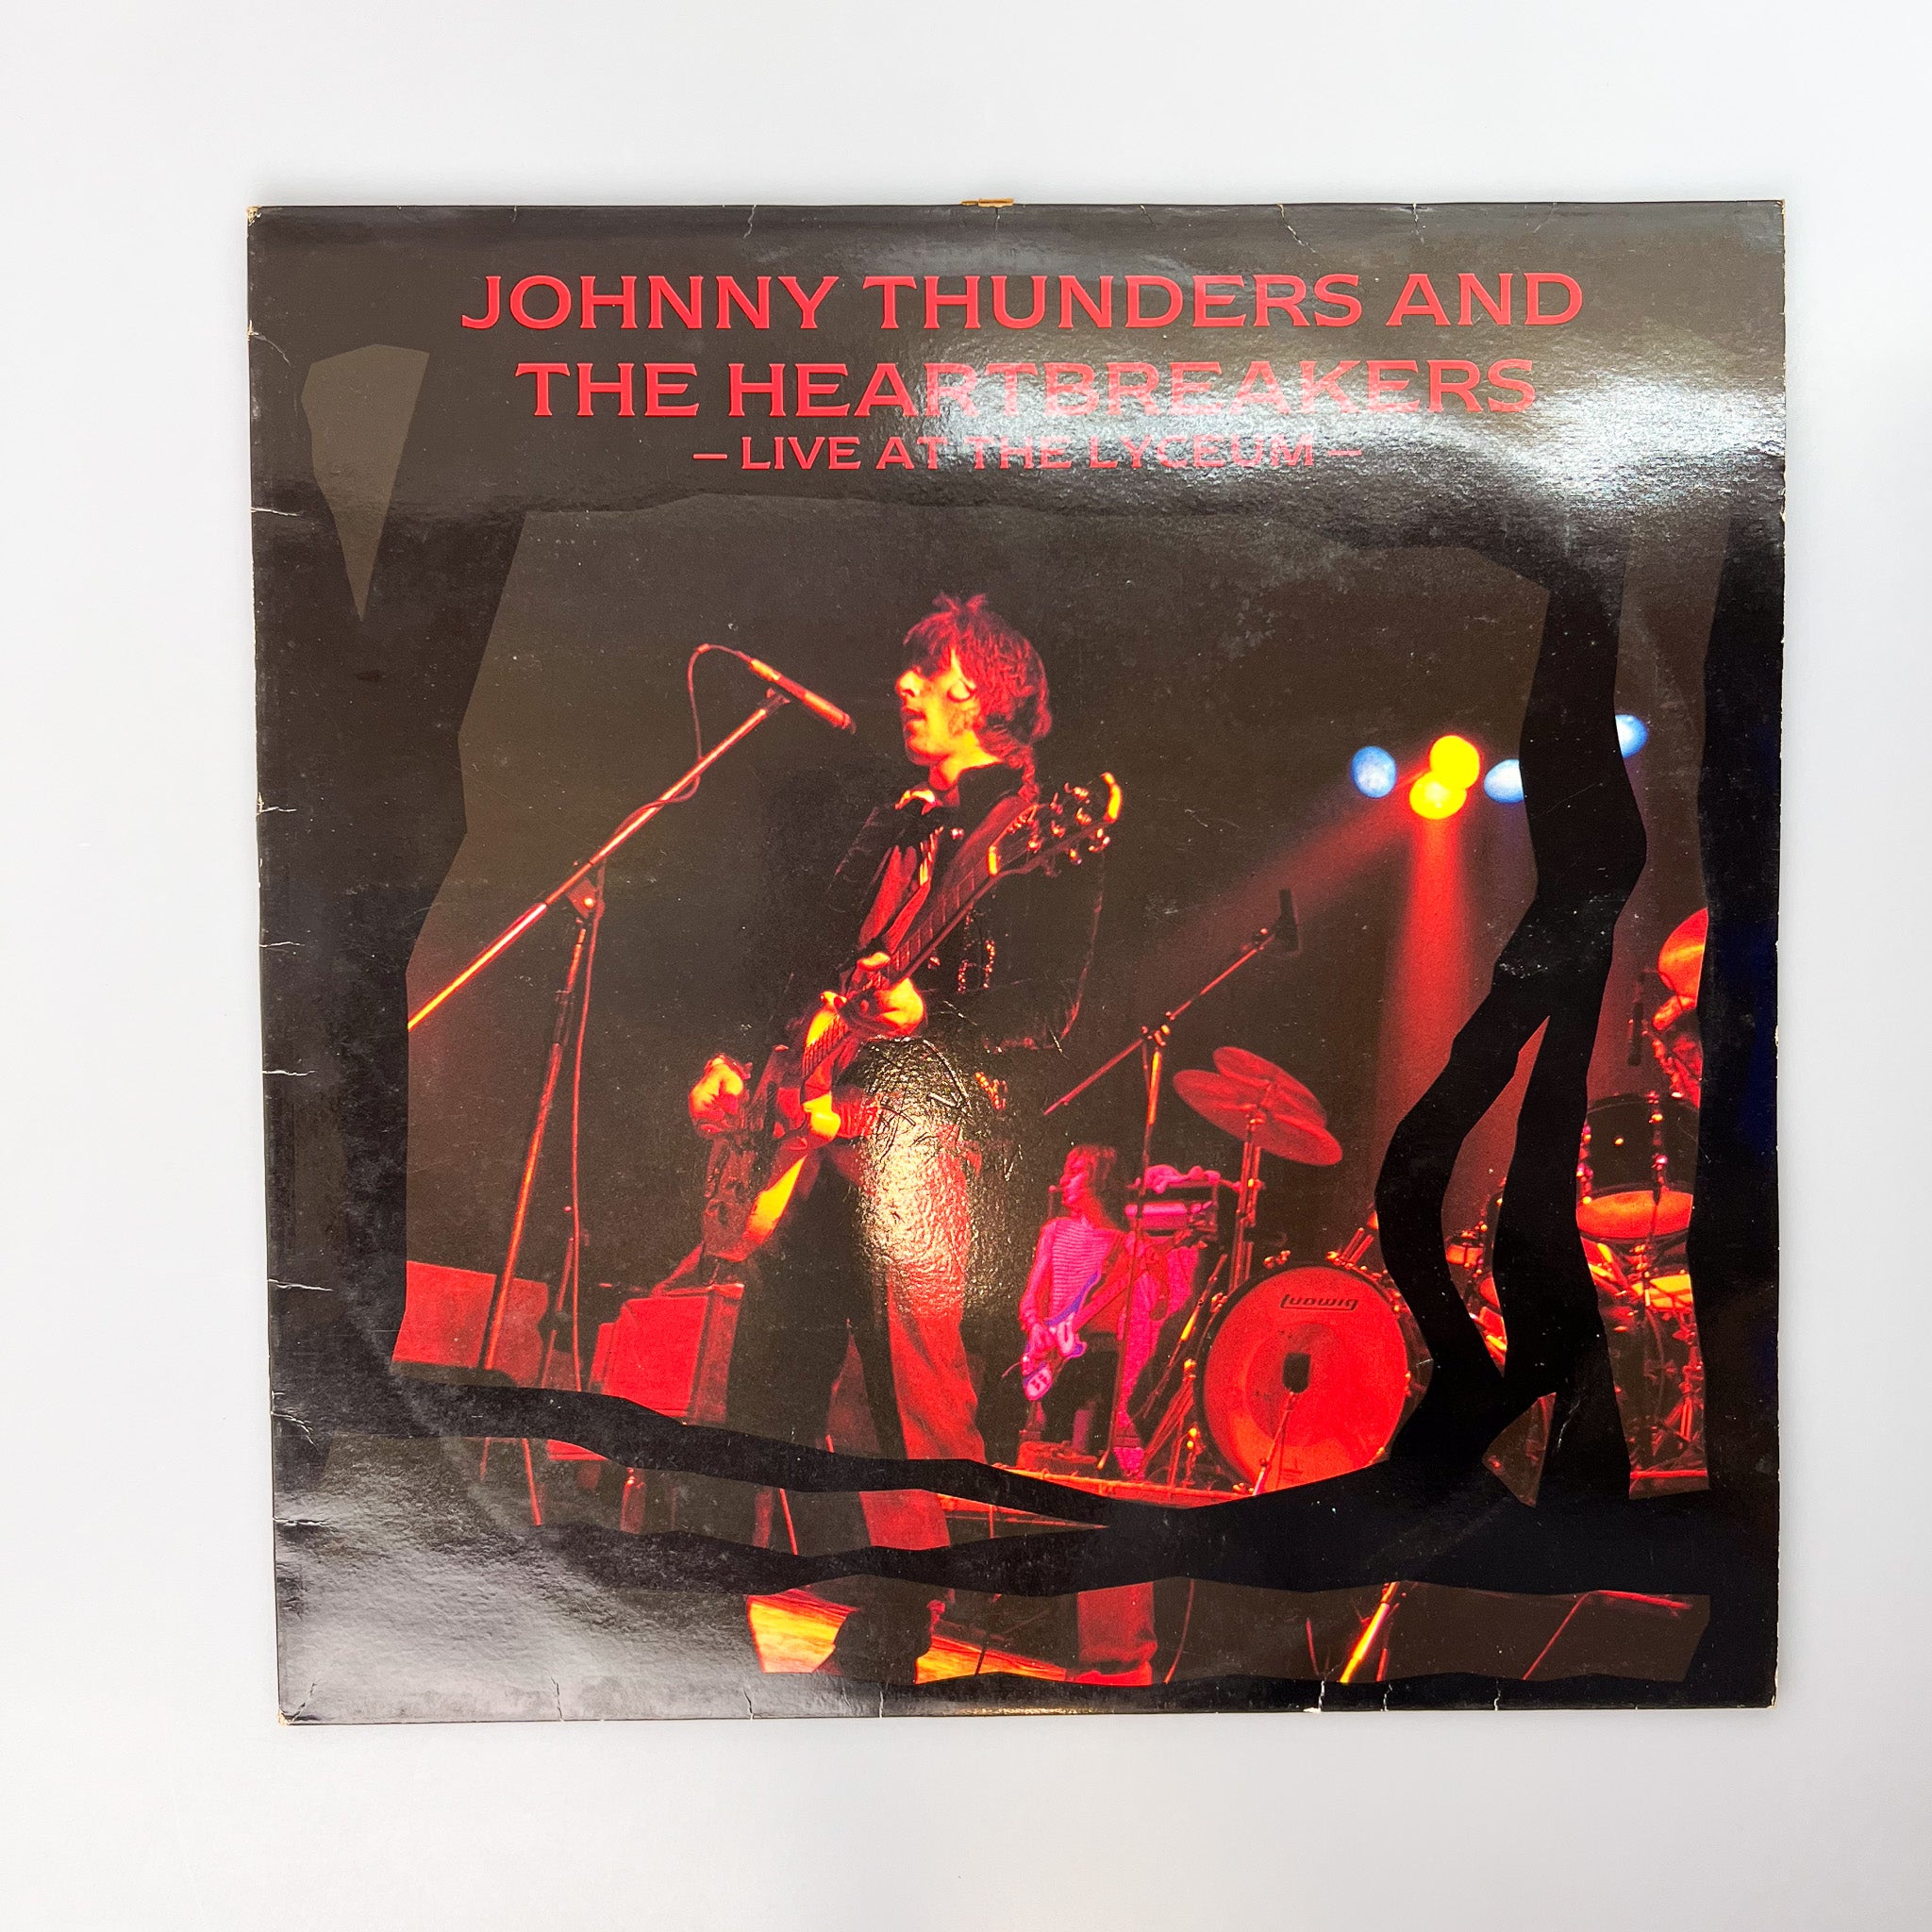 JOHNNY THUNDERS AND
THE HEARTBREAKERS
–LIVE AT THE LYCEUM–
Ludwig